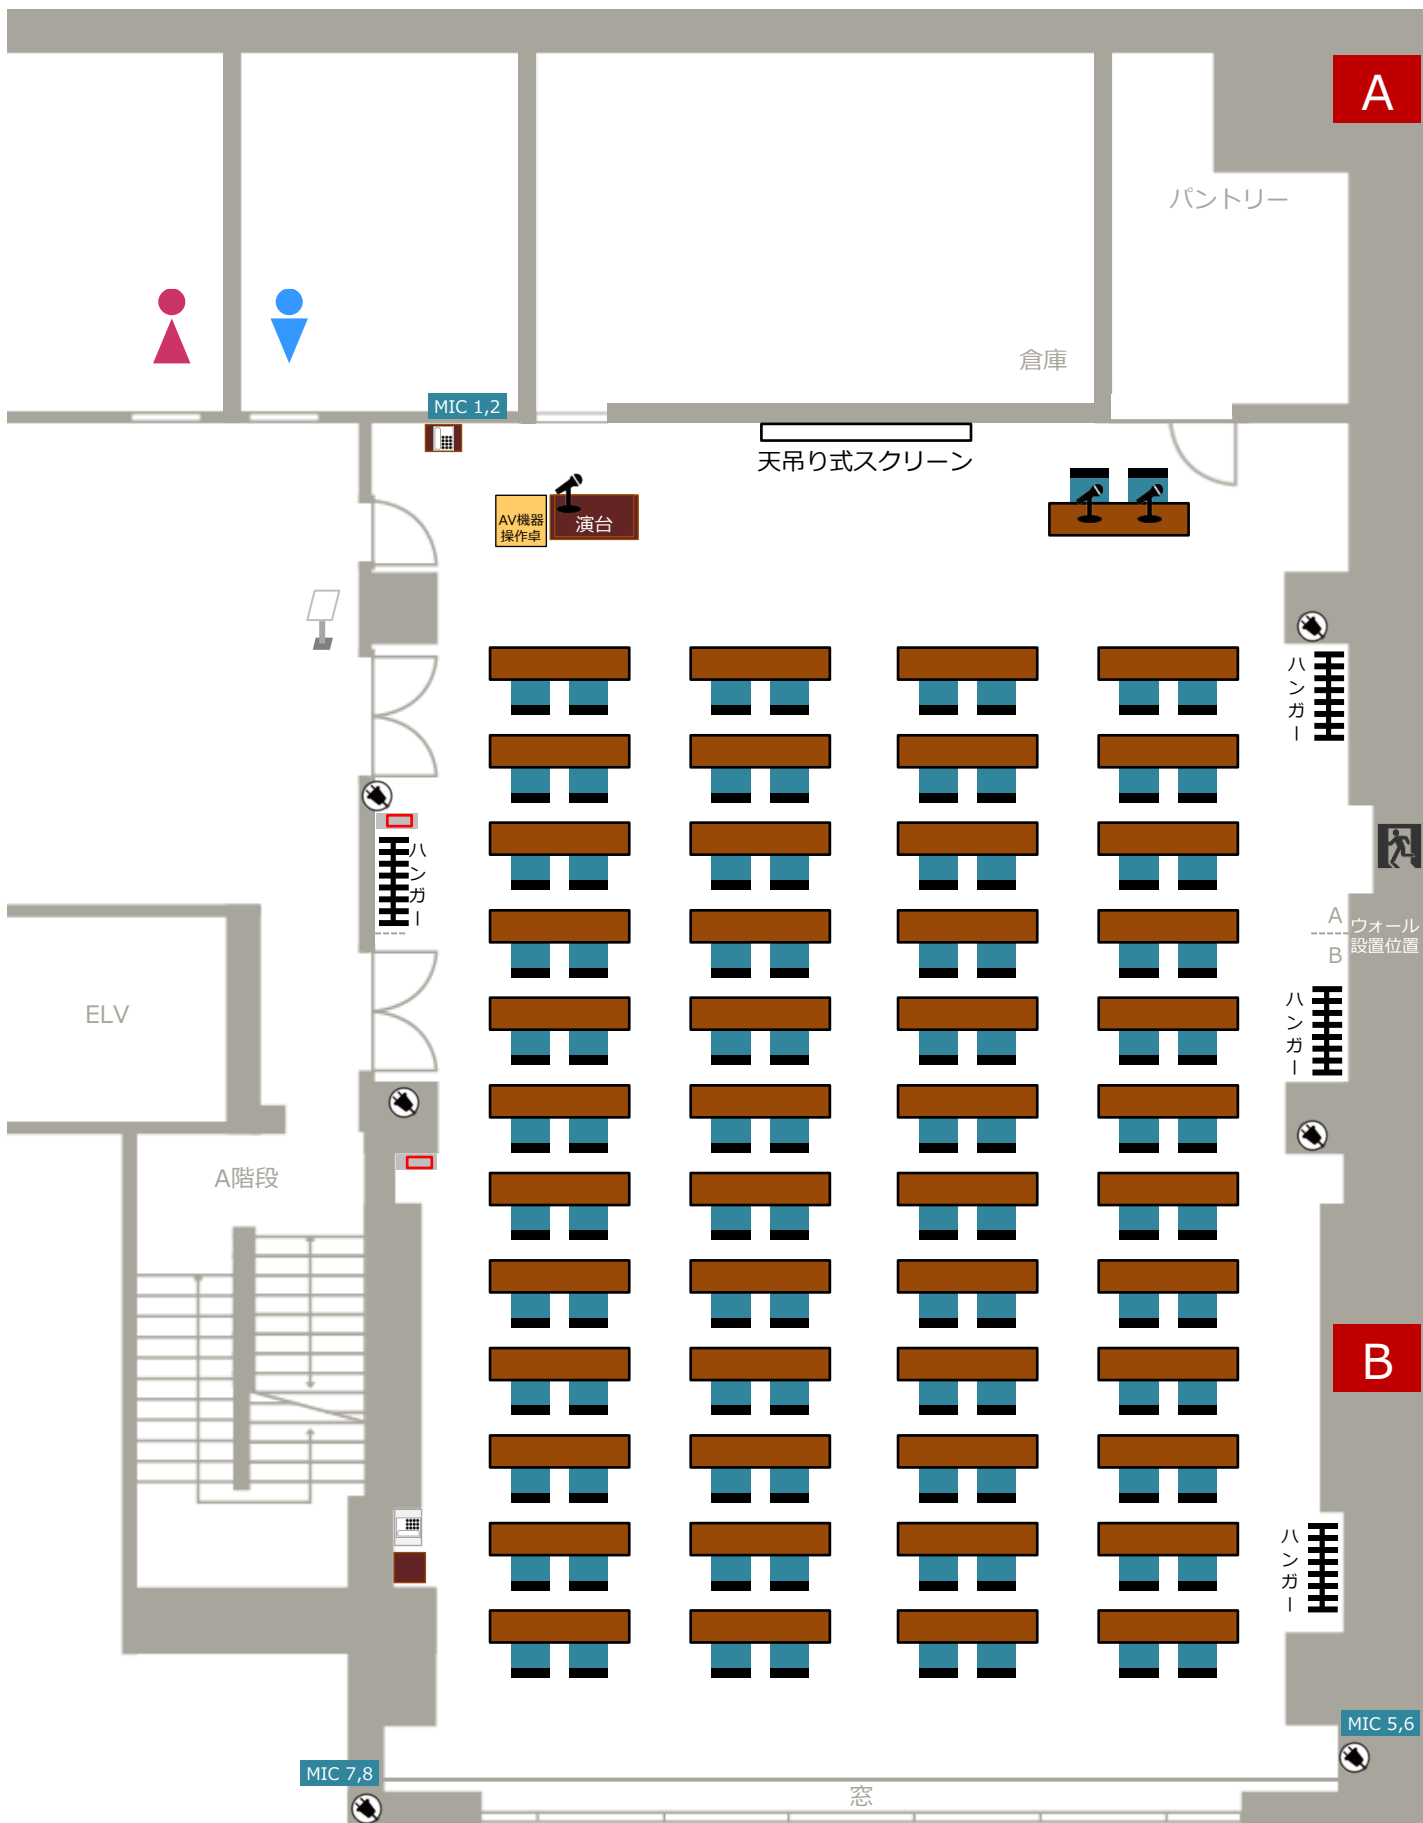 A
パントリー
倉庫
MIC 1,2
天吊り式スクリーン
AV機器
操作卓
演台
ハンガー
ハンガー
A
ウォール
設置位置
B
ハンガー
ELV
A階段
B
ハンガー
MIC 5,6
MIC 7,8
窓